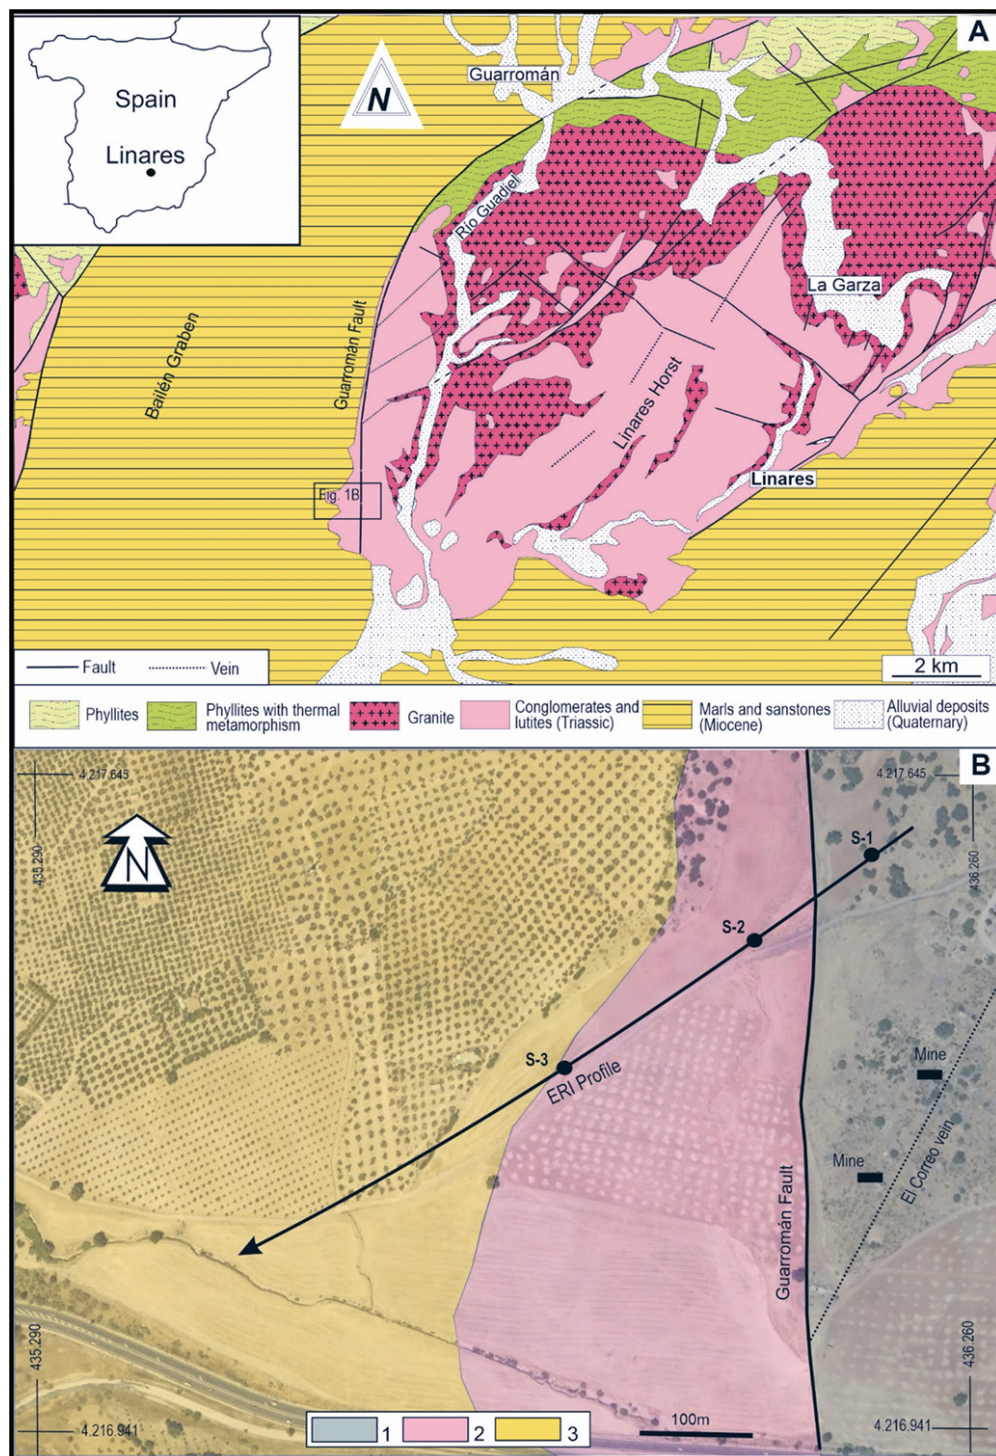 A
Spain
Linares
N
Guarromán
Río Guadiel
La Garza
Bailén Graben
Guarromán Fault
Linares Horst
Linares
Fig. 1B
Fault
Vein
2 km
Phyllites
Phyllites with thermal
metamorphism
Granite
Conglomerates and
lutites (Triassic)
Marls and sanstones
(Miocene)
Alluvial deposits
(Quaternary)
B
4.217.645
4.217.645
435.290
436.260
N
S-1
S-2
S-3
ERI Profile
Mine
Mine
El Correo vein
Guarromán Fault
435.290
436.260
4.216.941
4.216.941
1
2
3
100m